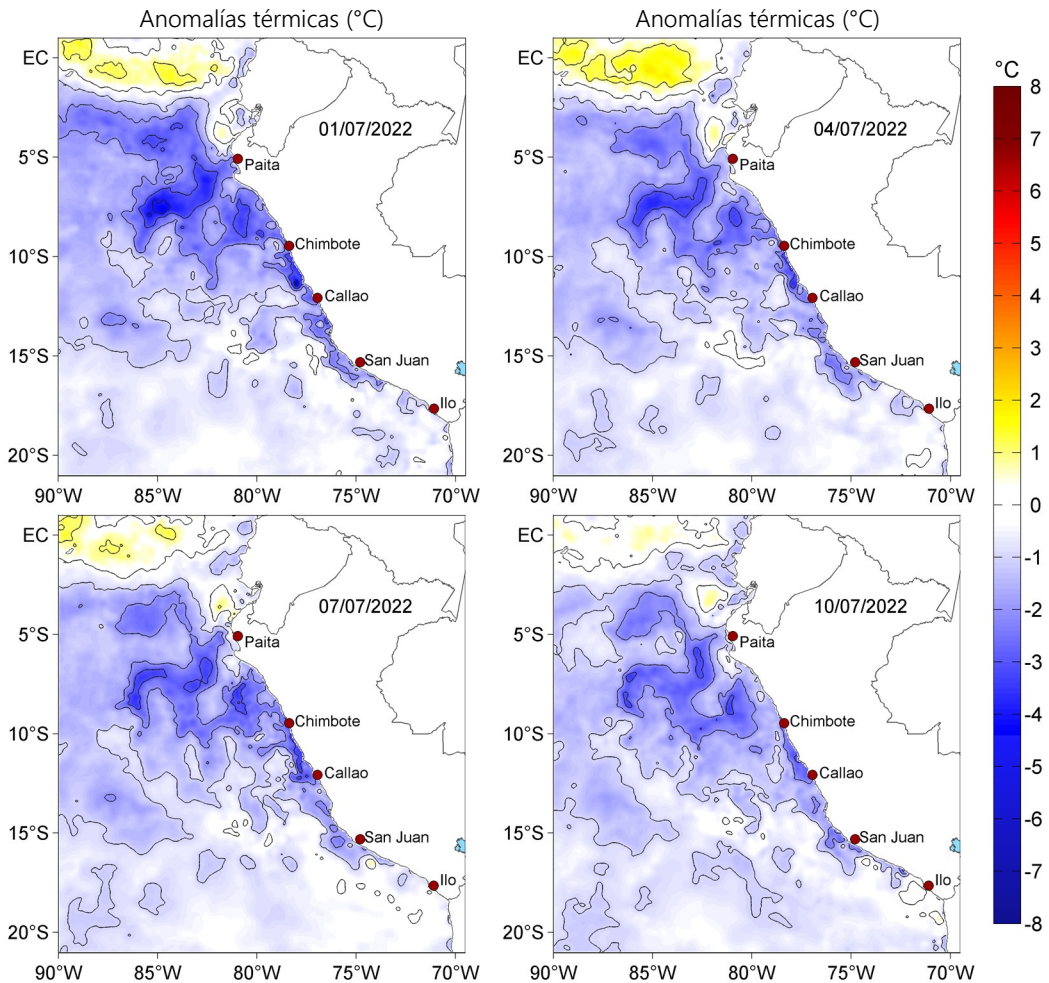 Anomalías térmicas (°C)
Anomalías térmicas (°C)
EC
5°S
10°S
15°S
20°S
90°W
85°W
80°W
75°W
70°W
01/07/2022
Paita
Chimbote
Callao
San Juan
Ilo
EC
5°S
10°S
15°S
20°S
90°W
85°W
80°W
75°W
70°W
04/07/2022
Paita
Chimbote
Callao
San Juan
Ilo
EC
5°S
10°S
15°S
20°S
90°W
85°W
80°W
75°W
70°W
07/07/2022
Paita
Chimbote
Callao
San Juan
Ilo
EC
5°S
10°S
15°S
20°S
90°W
85°W
80°W
75°W
70°W
10/07/2022
Paita
Chimbote
Callao
San Juan
Ilo
°C
8
7
6
5
4
3
2
1
0
-1
-2
-3
-4
-5
-6
-7
-8